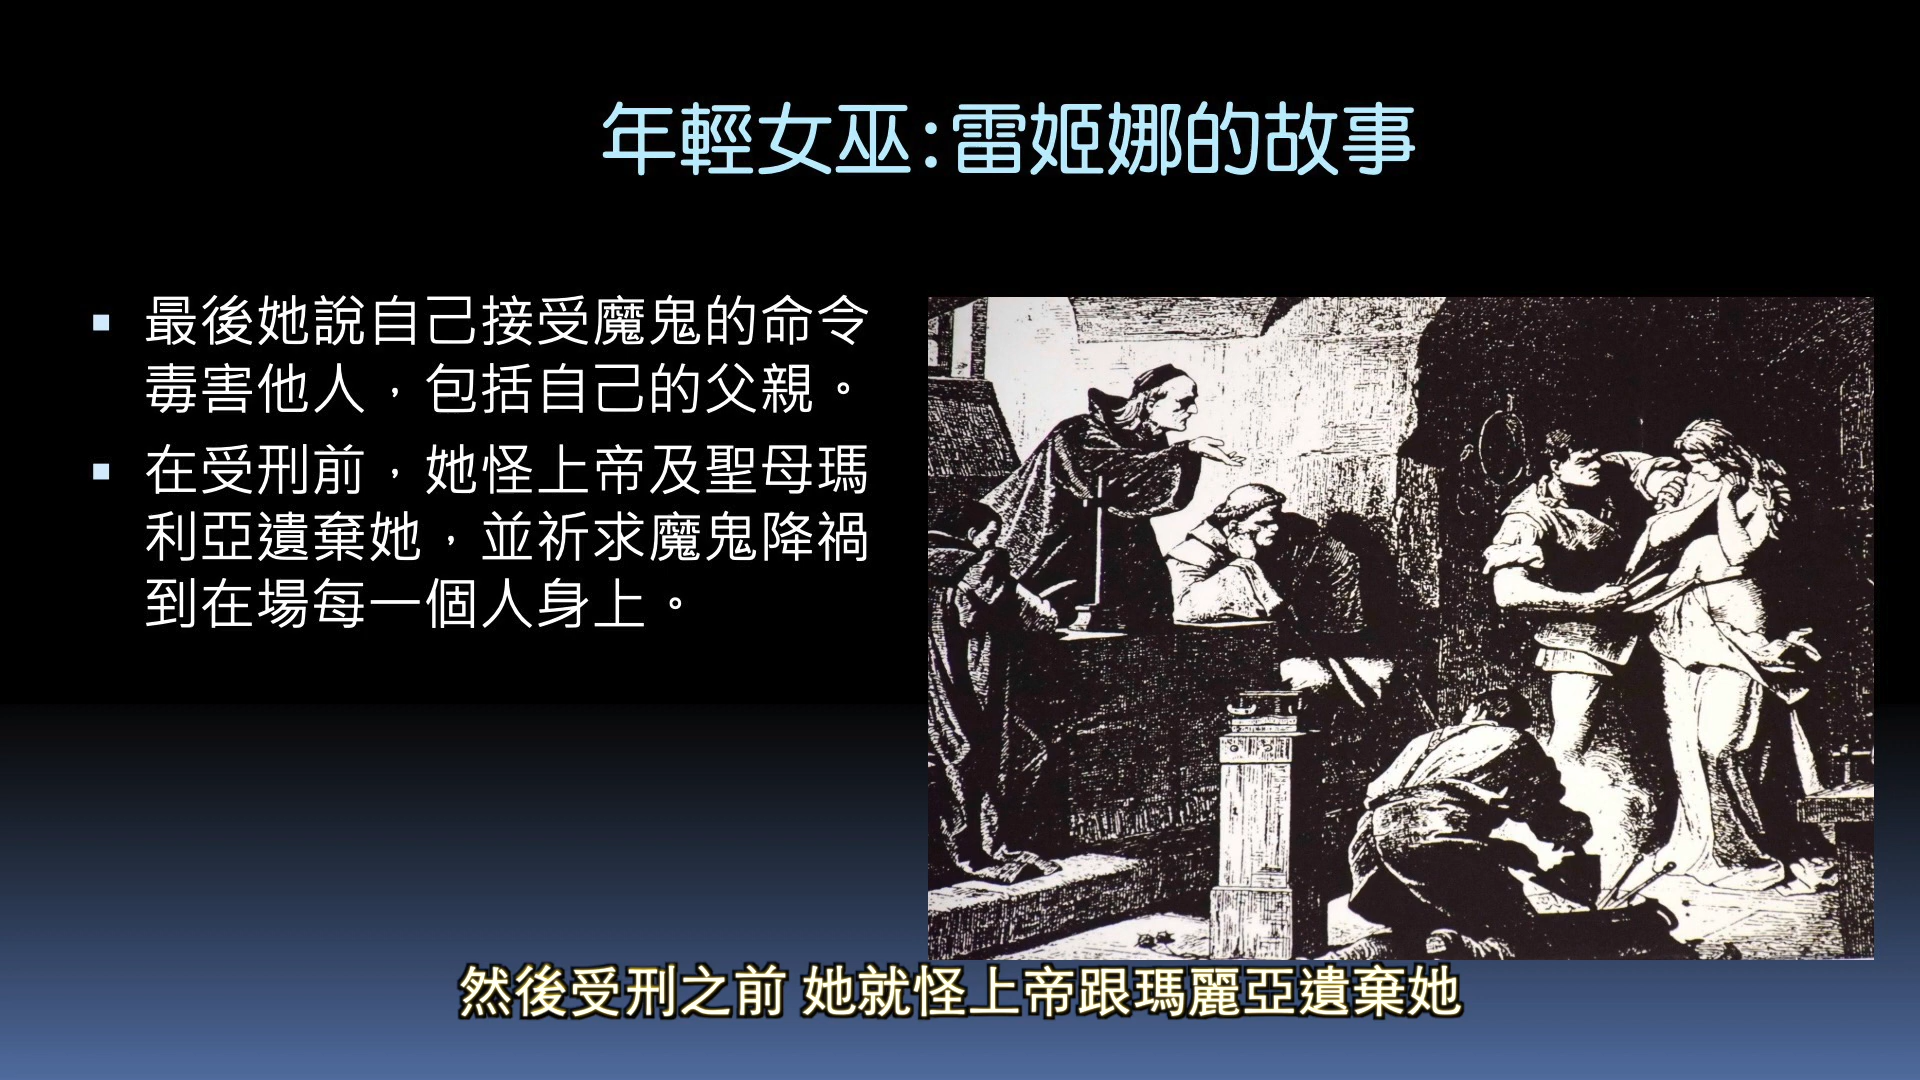 年輕女巫:雷姬娜的故事
▪ 最後她說自己接受魔鬼的命令
毒害他人，包括自己的父親。
▪ 在受刑前，她怪上帝及聖母瑪
利亞遺棄她，並祈求魔鬼降禍
到在場每一個人身上。
然後受刑之前 她就怪上帝跟瑪麗亞遺棄她